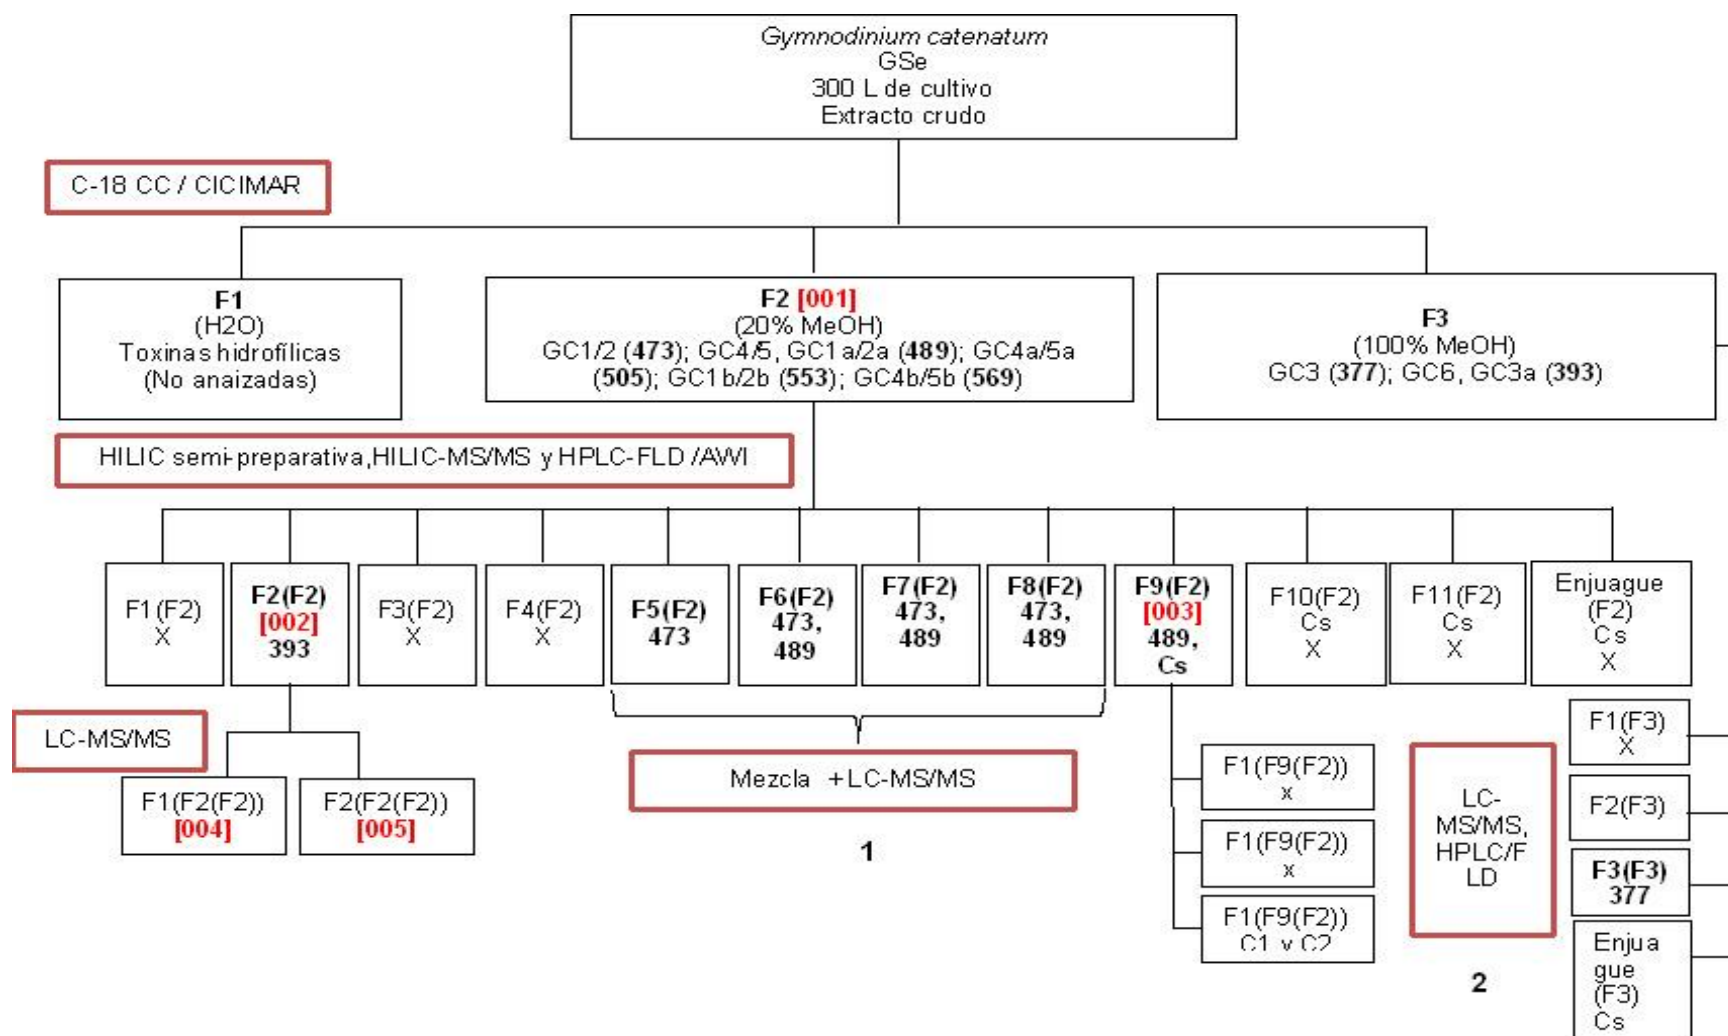 Gymnodinium catenatum
GSe
300 L de cultivo
Extracto crudo
C-18 CC / CICIMAR
F1
(H2O)
Toxinas hidrofílicas
(No anaizadas)
F2 [001]
(20% MeOH)
GC1/2 (473); GC4/5, GC1a/2a (489); GC4a/5a
(505); GC1b/2b (553); GC4b/5b (569)
F3
(100% MeOH)
GC3 (377); GC6, GC3a (393)
HILIC semi-preparativa,HILIC-MS/MS y HPLC-FLD /AWI
F1(F2)
X
F2(F2)
[002]
393
F3(F2)
X
F4(F2)
X
F5(F2)
473
F6(F2)
473,
489
F7(F2)
473,
489
F8(F2)
473,
489
F9(F2)
[003]
489,
Cs
F10(F2)
Cs
X
F11(F2)
Cs
X
Enjuague
(F2)
Cs
X
LC-MS/MS
F1(F2(F2))
[004]
F2(F2(F2))
[005]
Mezcla +LC-MS/MS
1
F1(F9(F2))
x
F1(F9(F2))
x
F1(F9(F2))
C1 y C2
LC-
MS/MS,
HPLC/F
LD
2
F1(F3)
X
F2(F3)
F3(F3)
377
Enjua
gue
(F3)
Cs